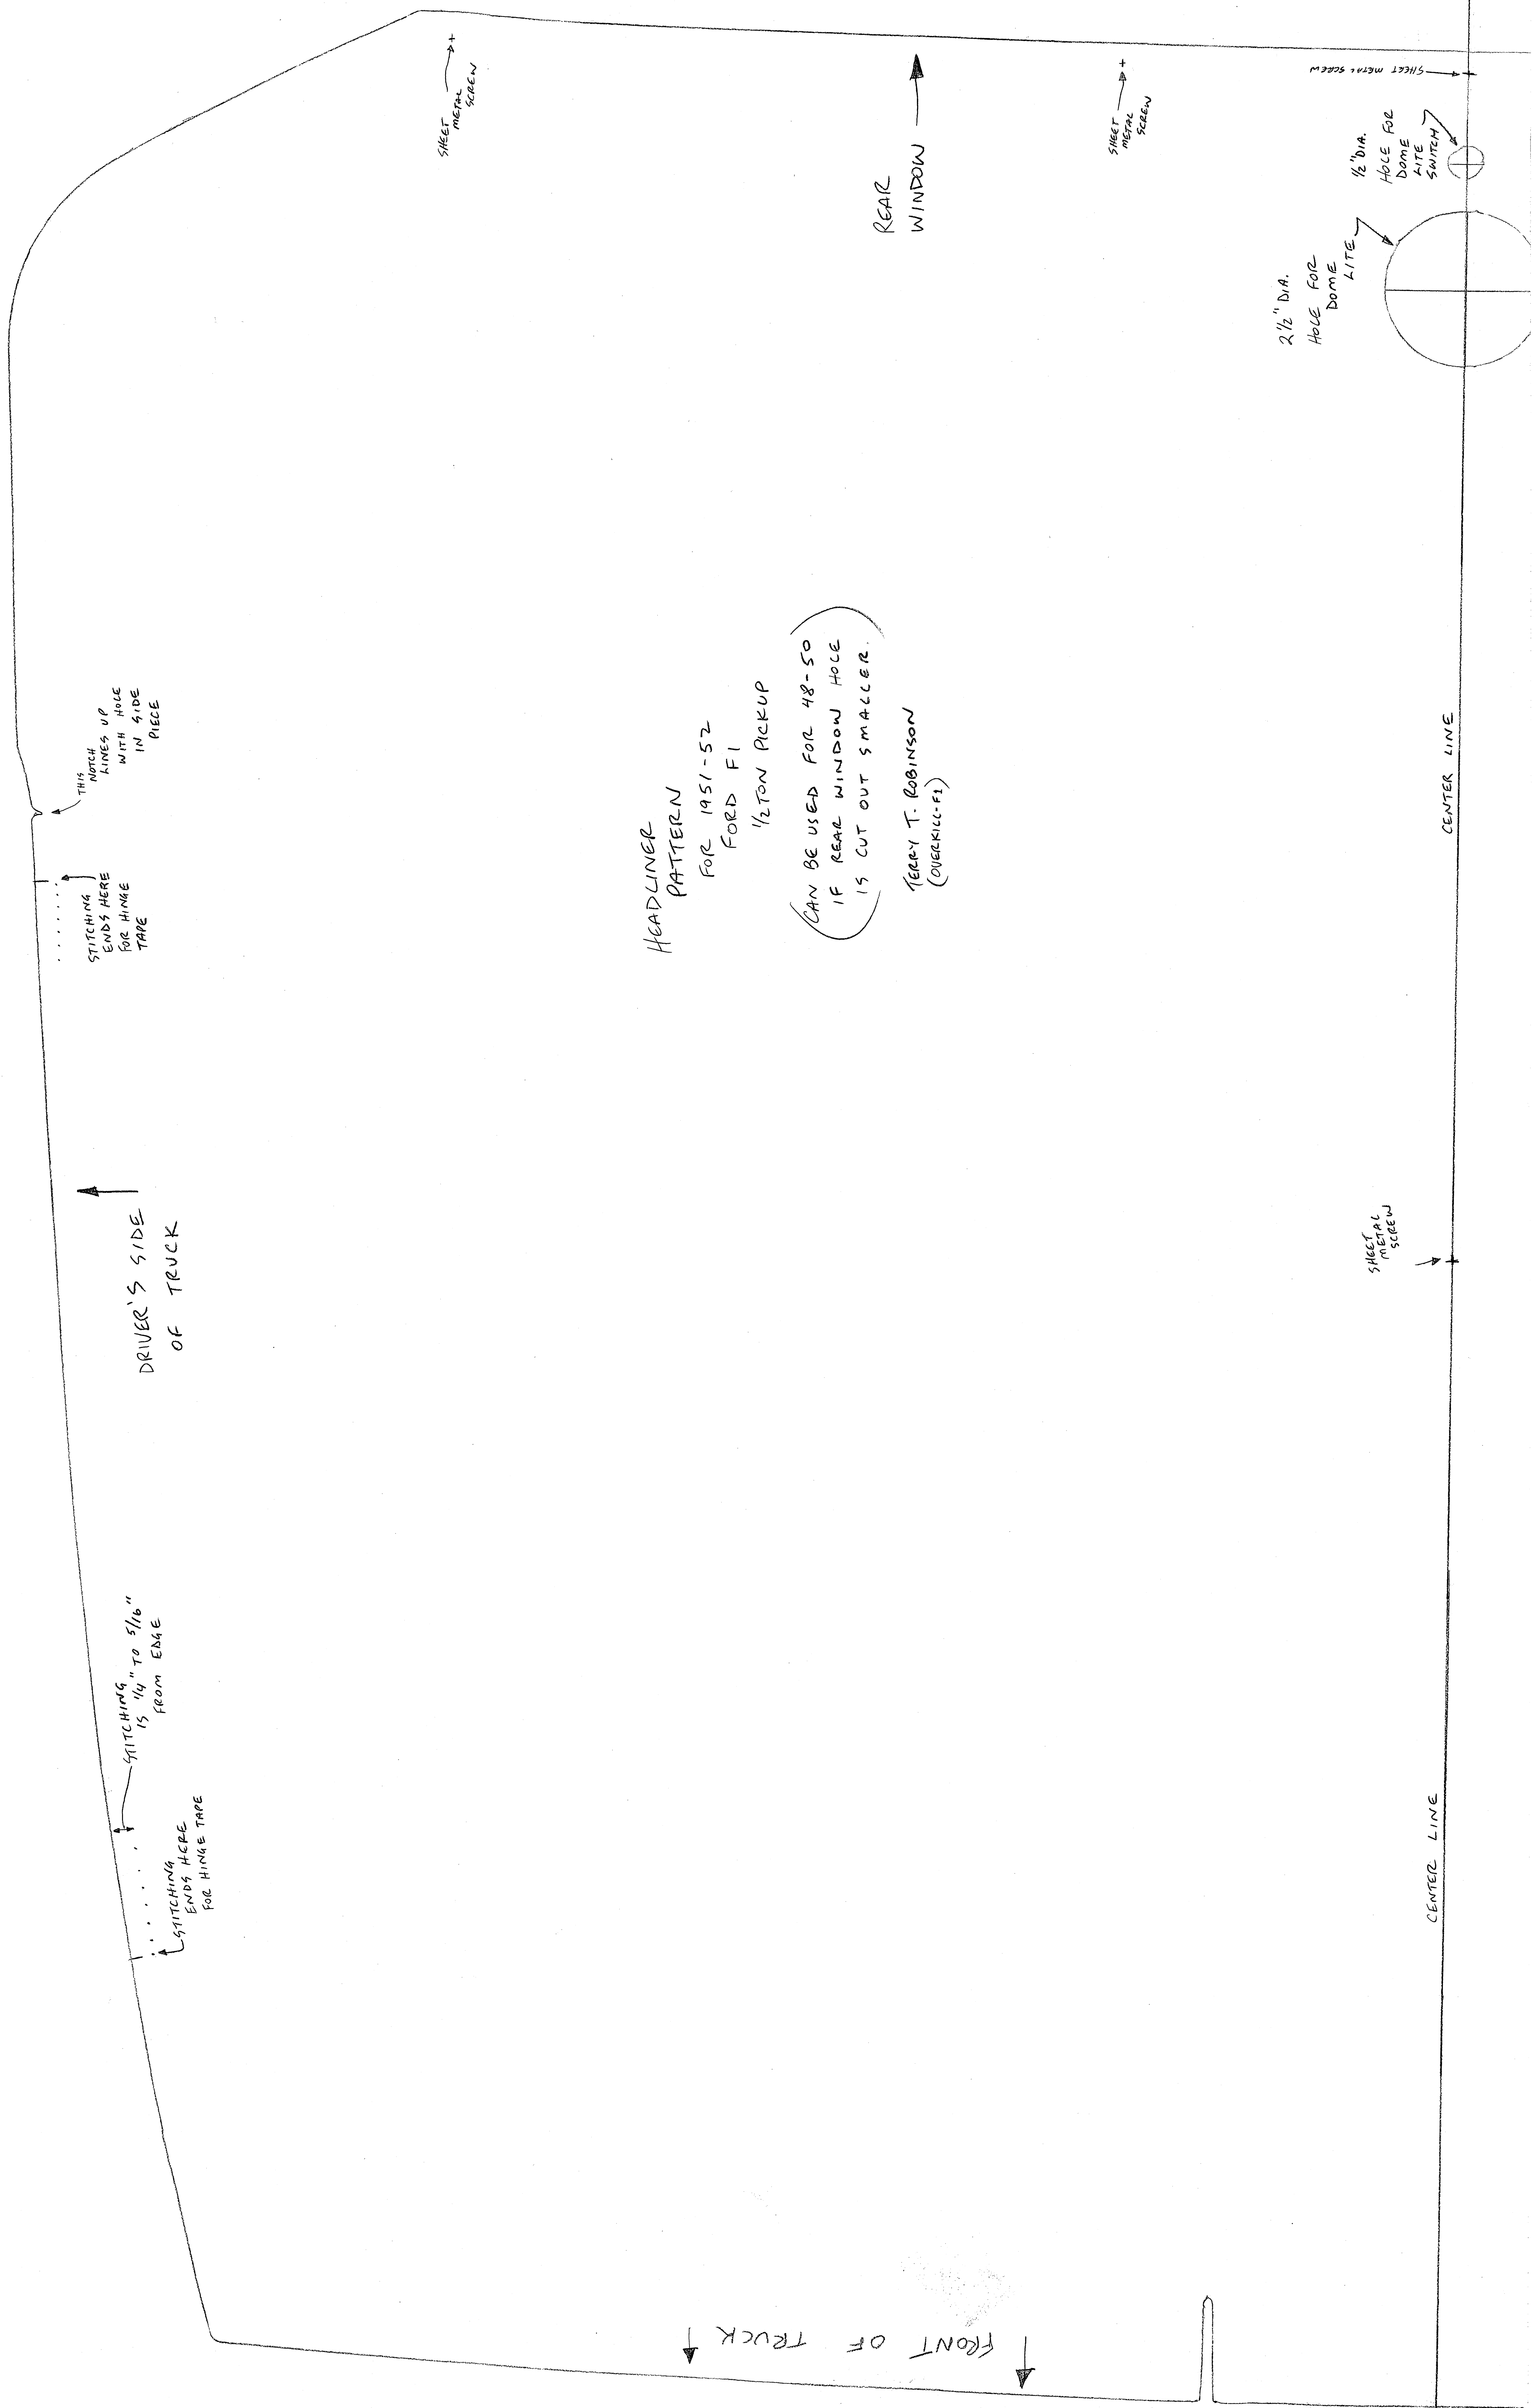 SHEET
METAL
SCREW
REAR
WINDOW
SHEET
METAL
SCREW
SHEET METAL SCREW
1/2" DIA.
HOLE FOR
DOME
LITE
SWITCH
2 1/2" DIA.
HOLE FOR
DOME
LITE
THIS
NOTCH
LINES UP
WITH HOLE
IN SIDE
PIECE
STITCHING
ENDS HERE
FOR HINGE
TAPE
HEADLINER
PATTERN
FOR 1951-52
FORD F1
1/2 TON PICKUP
(CAN BE USED FOR 48-50
IF REAR WINDOW HOLE
IS CUT OUT SMALLER.)
TERRY T. ROBINSON
(OVERKILL-F1)
CENTER LINE
DRIVER'S SIDE
OF TRUCK
SHEET
METAL
SCREW
STITCHING
IS 1/4" TO 5/16"
FROM EDGE
STITCHING
ENDS HERE
FOR HINGE TAPE
CENTER LINE
FRONT OF TRUCK